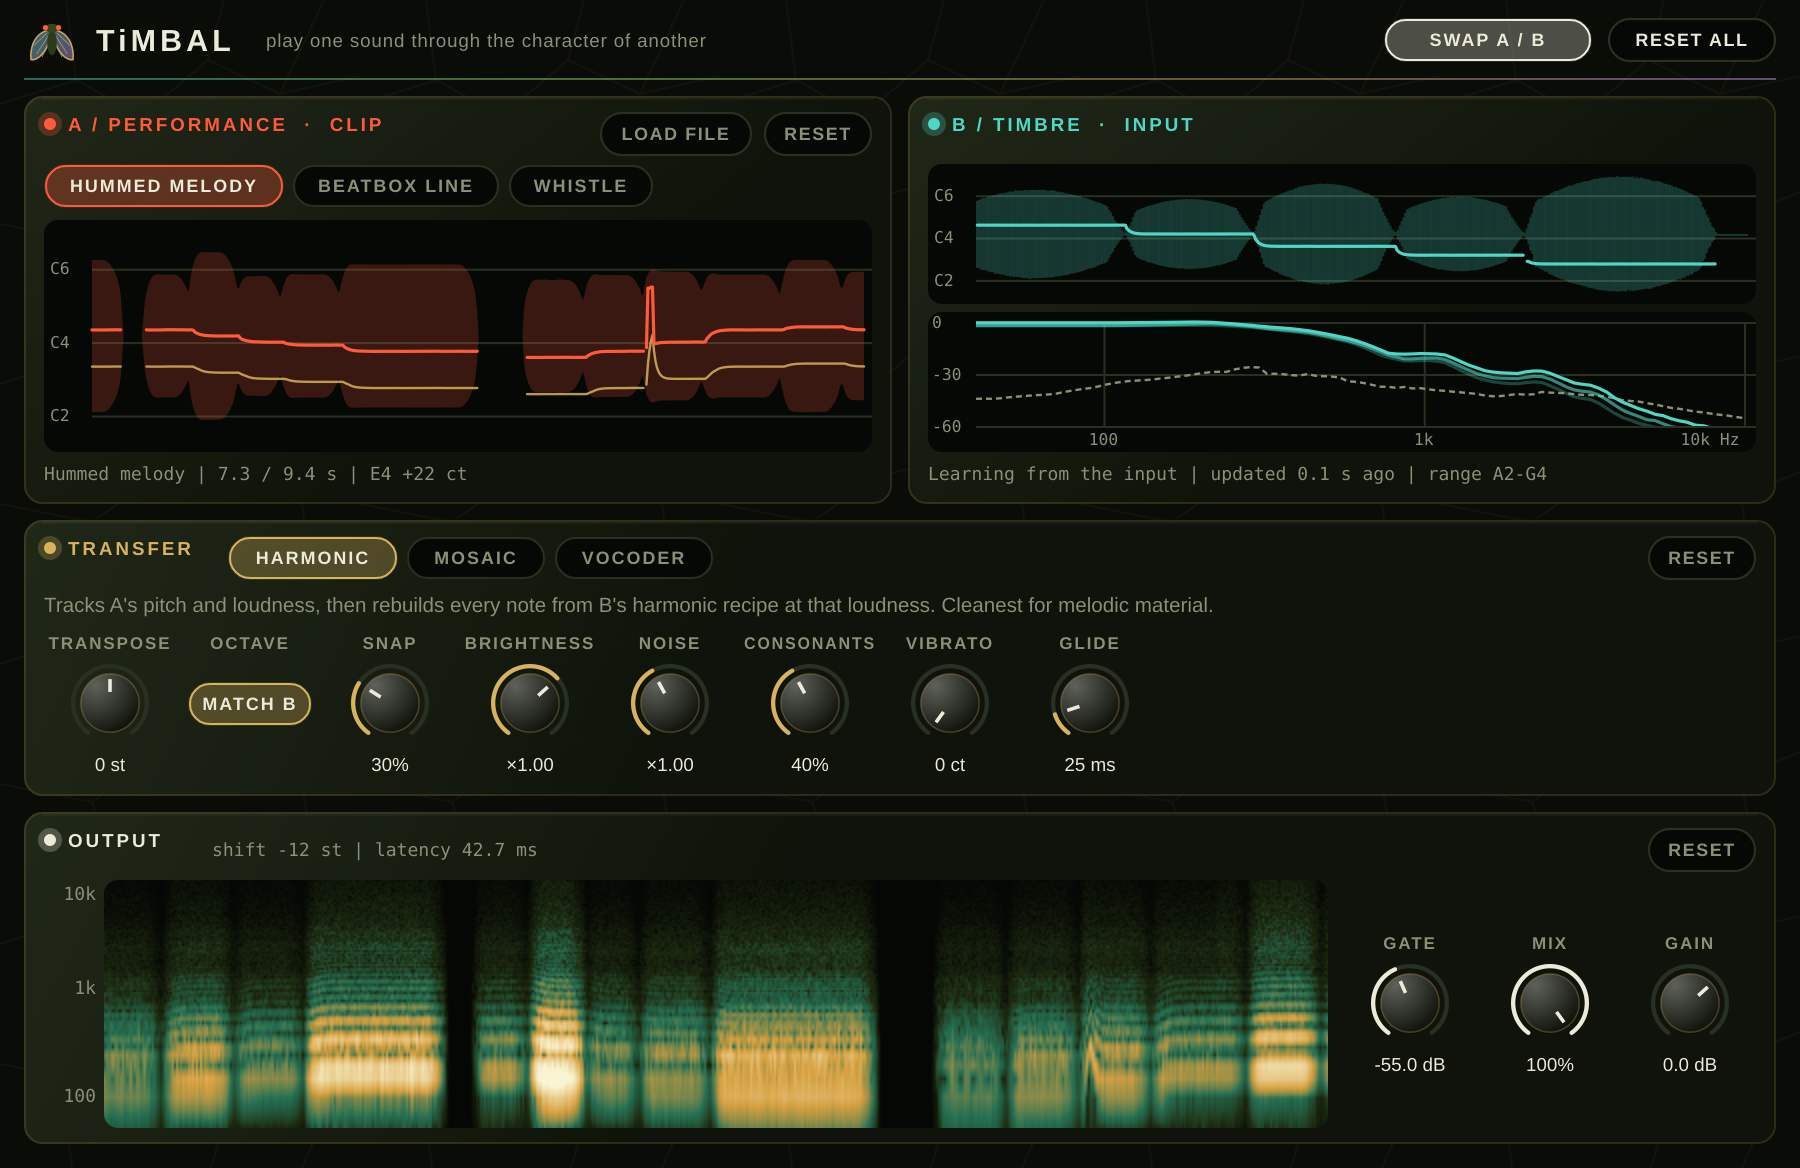 TiMBAL
play one sound through the character of another
SWAP A / B
RESET ALL
A / PERFORMANCE · CLIP
LOAD FILE
RESET
HUMMED MELODY
BEATBOX LINE
WHISTLE
C6
C4
C2
Hummed melody | 7.3 / 9.4 s | E4 +22 ct
B / TIMBRE · INPUT
C6
C4
C2
0
-30
-60
100
1k
10k Hz
Learning from the input | updated 0.1 s ago | range A2-G4
TRANSFER
HARMONIC
MOSAIC
VOCODER
RESET
Tracks A's pitch and loudness, then rebuilds every note from B's harmonic recipe at that loudness. Cleanest for melodic material.
TRANSPOSE
OCTAVE
SNAP
BRIGHTNESS
NOISE
CONSONANTS
VIBRATO
GLIDE
MATCH B
0 st
30%
×1.00
×1.00
40%
0 ct
25 ms
OUTPUT
shift -12 st | latency 42.7 ms
RESET
10k
1k
100
GATE
MIX
GAIN
-55.0 dB
100%
0.0 dB